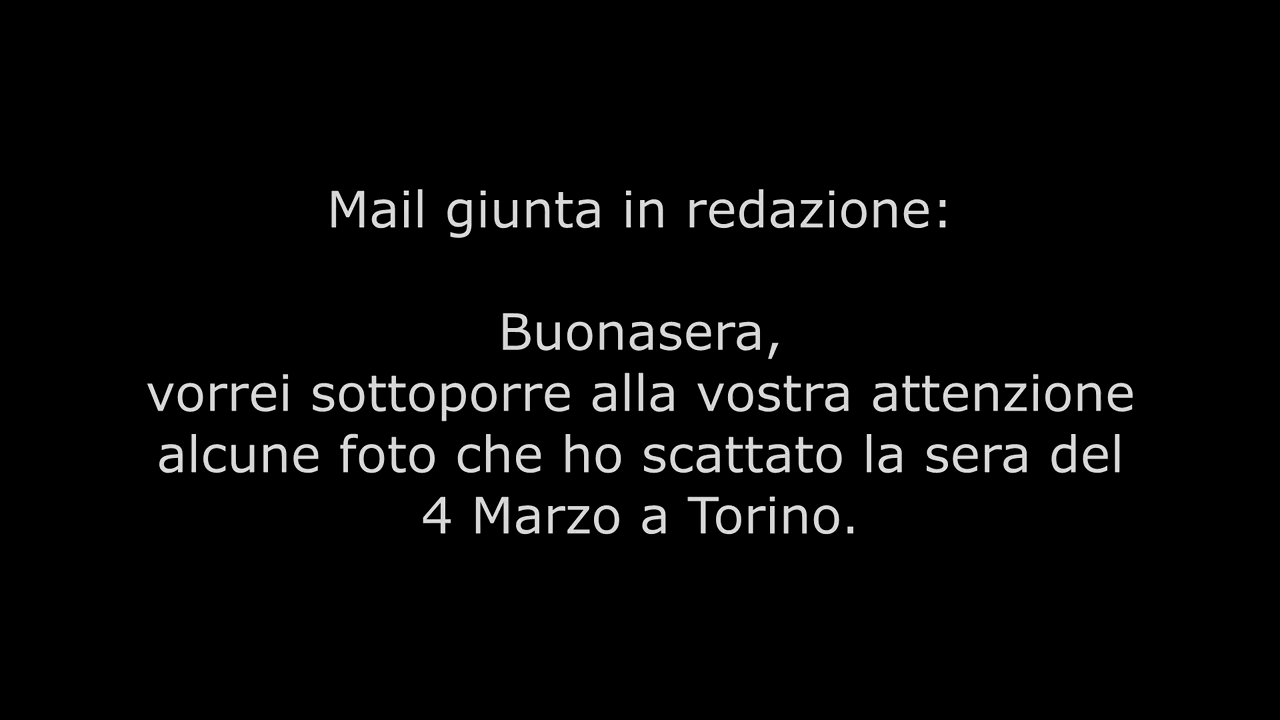 Mail giunta in redazione:
Buonasera,
vorrei sottoporre alla vostra attenzione
alcune foto che ho scattato la sera del
4 Marzo a Torino.